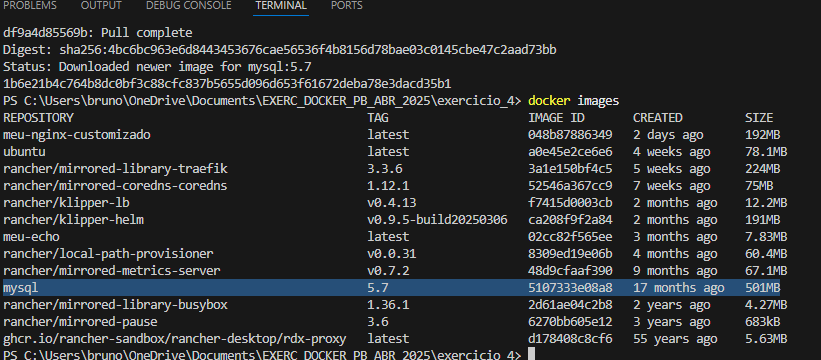 PROBLEMS OUTPUT DEBUG CONSOLE TERMINAL PORTS
df9a4d85569b: Pull complete
Digest: sha256:4bc6bc963e6d8443453676cae56536f4b8156d78bae03c0145cbe47c2aad73bb
Status: Downloaded newer image for mysql:5.7
1b6e21b4c764b8dc0bf3c88cfc837b5655d096d653f61672deba78e3dacd35b1
PS C:\Users\bruno\OneDrive\Documents\EXERC_DOCKER_PB_ABR_2025\exercicio_4> docker images
REPOSITORY TAG IMAGE ID CREATED SIZE
meu-nginx-customizado latest 048b87886349 2 days ago 192MB
ubuntu latest a0e45e2ce6e6 4 weeks ago 78.1MB
rancher/mirrored-library-traefik 3.3.6 3a1e150bf4c5 5 weeks ago 224MB
rancher/mirrored-coredns-coredns 1.12.1 52546a367cc9 7 weeks ago 75MB
rancher/klipper-lb v0.4.13 f7415d0003cb 2 months ago 12.2MB
rancher/klipper-helm v0.9.5-build20250306 ca208f9f2a84 2 months ago 191MB
meu-echo latest 02cc82f565ee 3 months ago 7.83MB
rancher/local-path-provisioner v0.0.31 8309ed19e06b 4 months ago 60.4MB
rancher/mirrored-metrics-server v0.7.2 48d9cfaaf390 9 months ago 67.1MB
mysql 5.7 5107333e08a8 17 months ago 501MB
rancher/mirrored-library-busybox 1.36.1 2d61ae04c2b8 2 years ago 4.27MB
rancher/mirrored-pause 3.6 6270bb605e12 3 years ago 683kB
ghcr.io/rancher-sandbox/rancher-desktop/rdx-proxy latest d178408c8cf6 55 years ago 5.63MB
PS C:\Users\bruno\OneDrive\Documents\EXERC_DOCKER_PB_ABR_2025\exercicio_4>